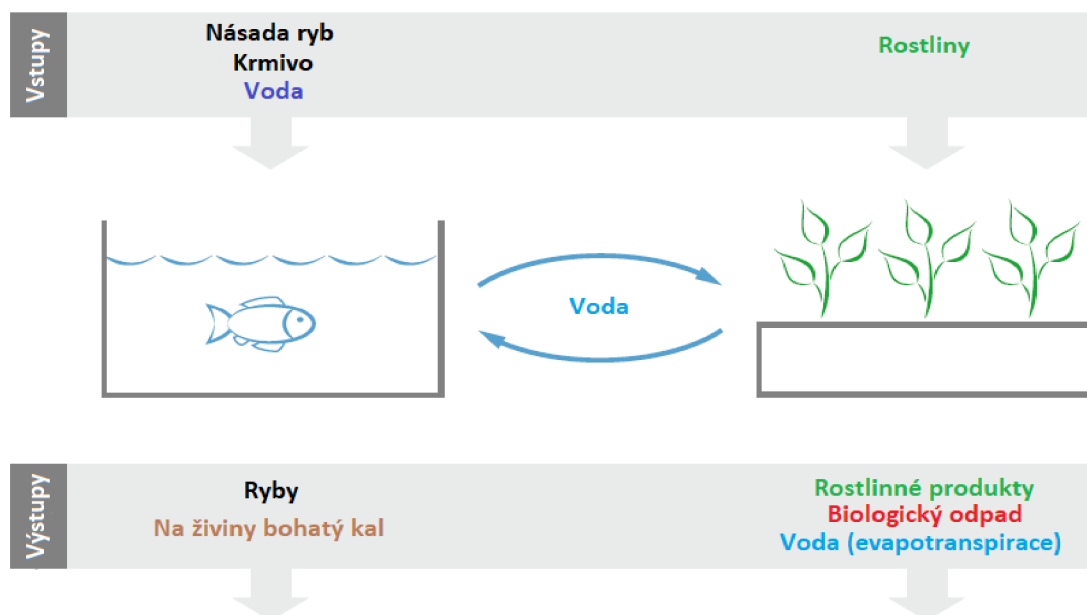 Vstupy
Násada ryb
Krmivo
Voda
Rostliny
Voda
Výstupy
Ryby
Na živiny bohatý kal
Rostlinné produkty
Biologický odpad
Voda (evapotranspirace)